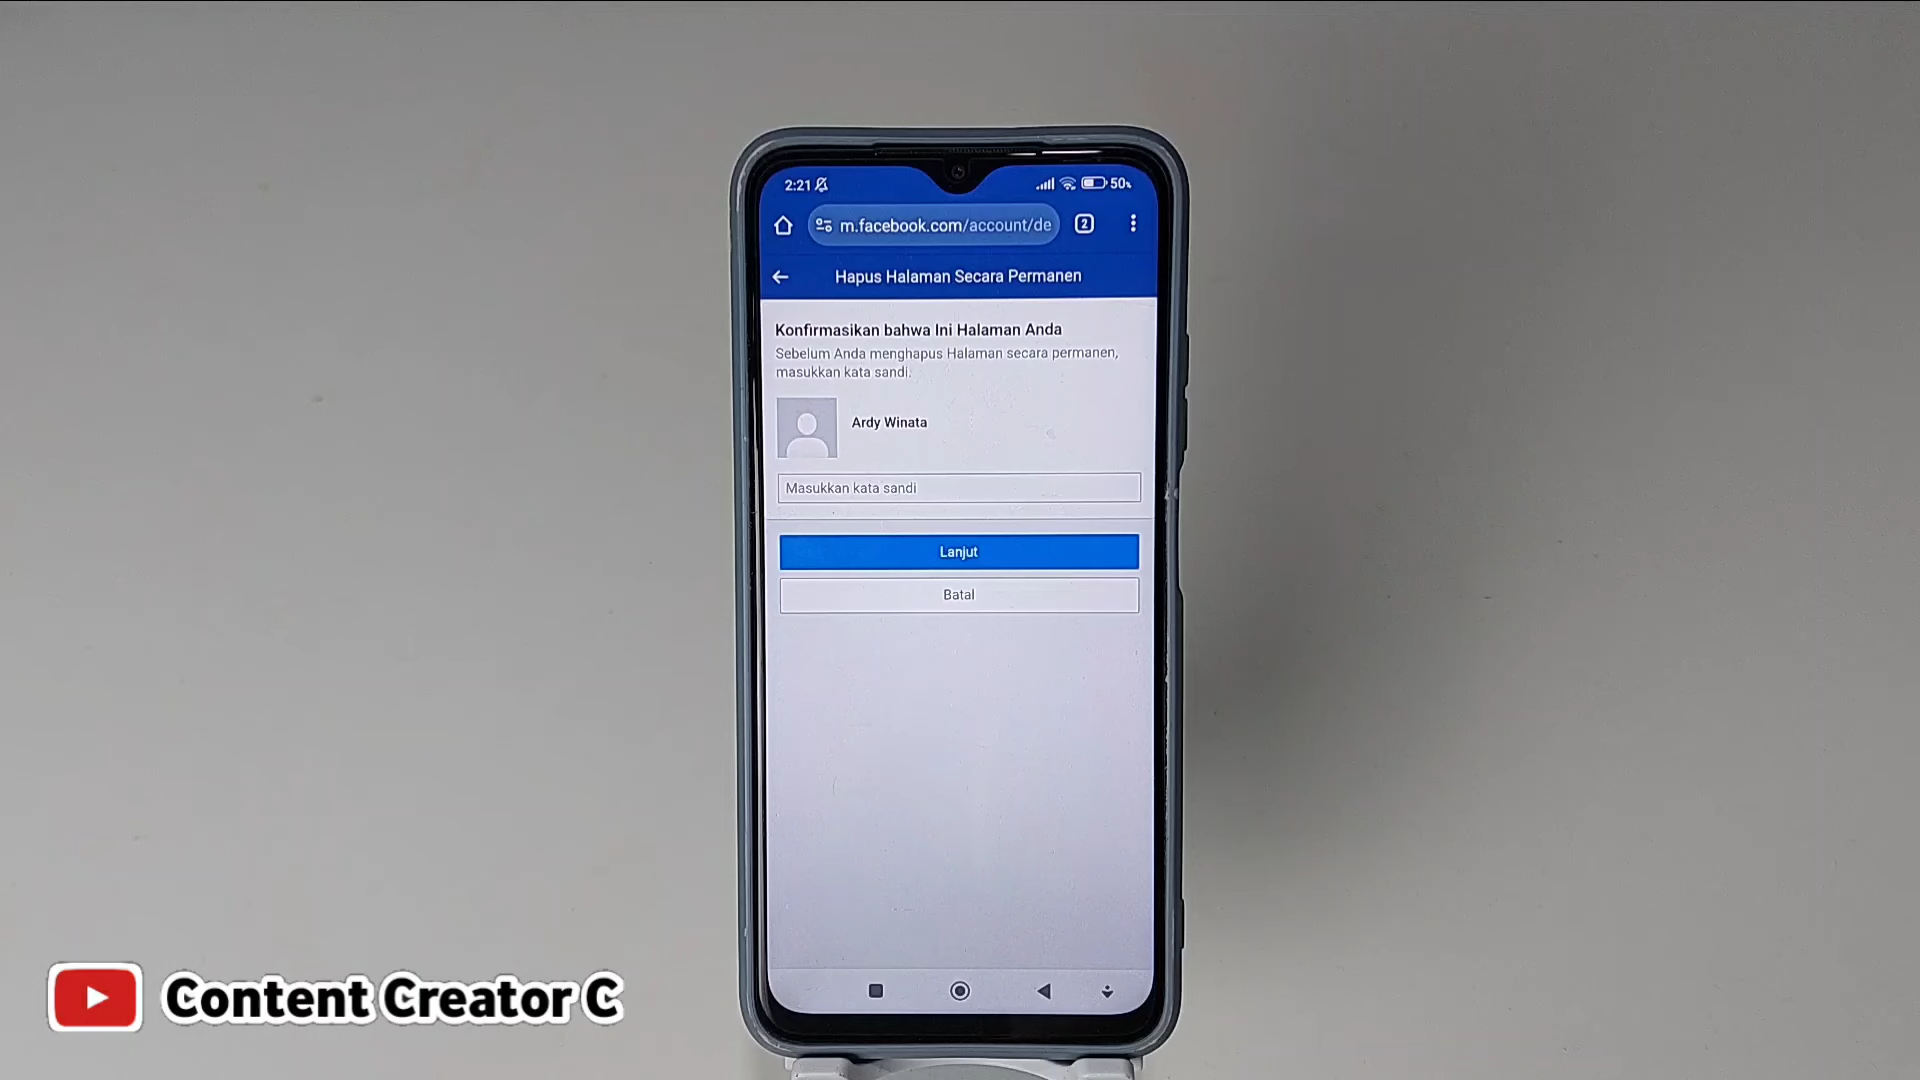 2:21
50%
m.facebook.com/account/de
2
Hapus Halaman Secara Permanen
Konfirmasikan bahwa Ini Halaman Anda
Sebelum Anda menghapus Halaman secara permanen,
masukkan kata sandi.
Ardy Winata
Masukkan kata sandi
Lanjut
Batal
Content Creator C